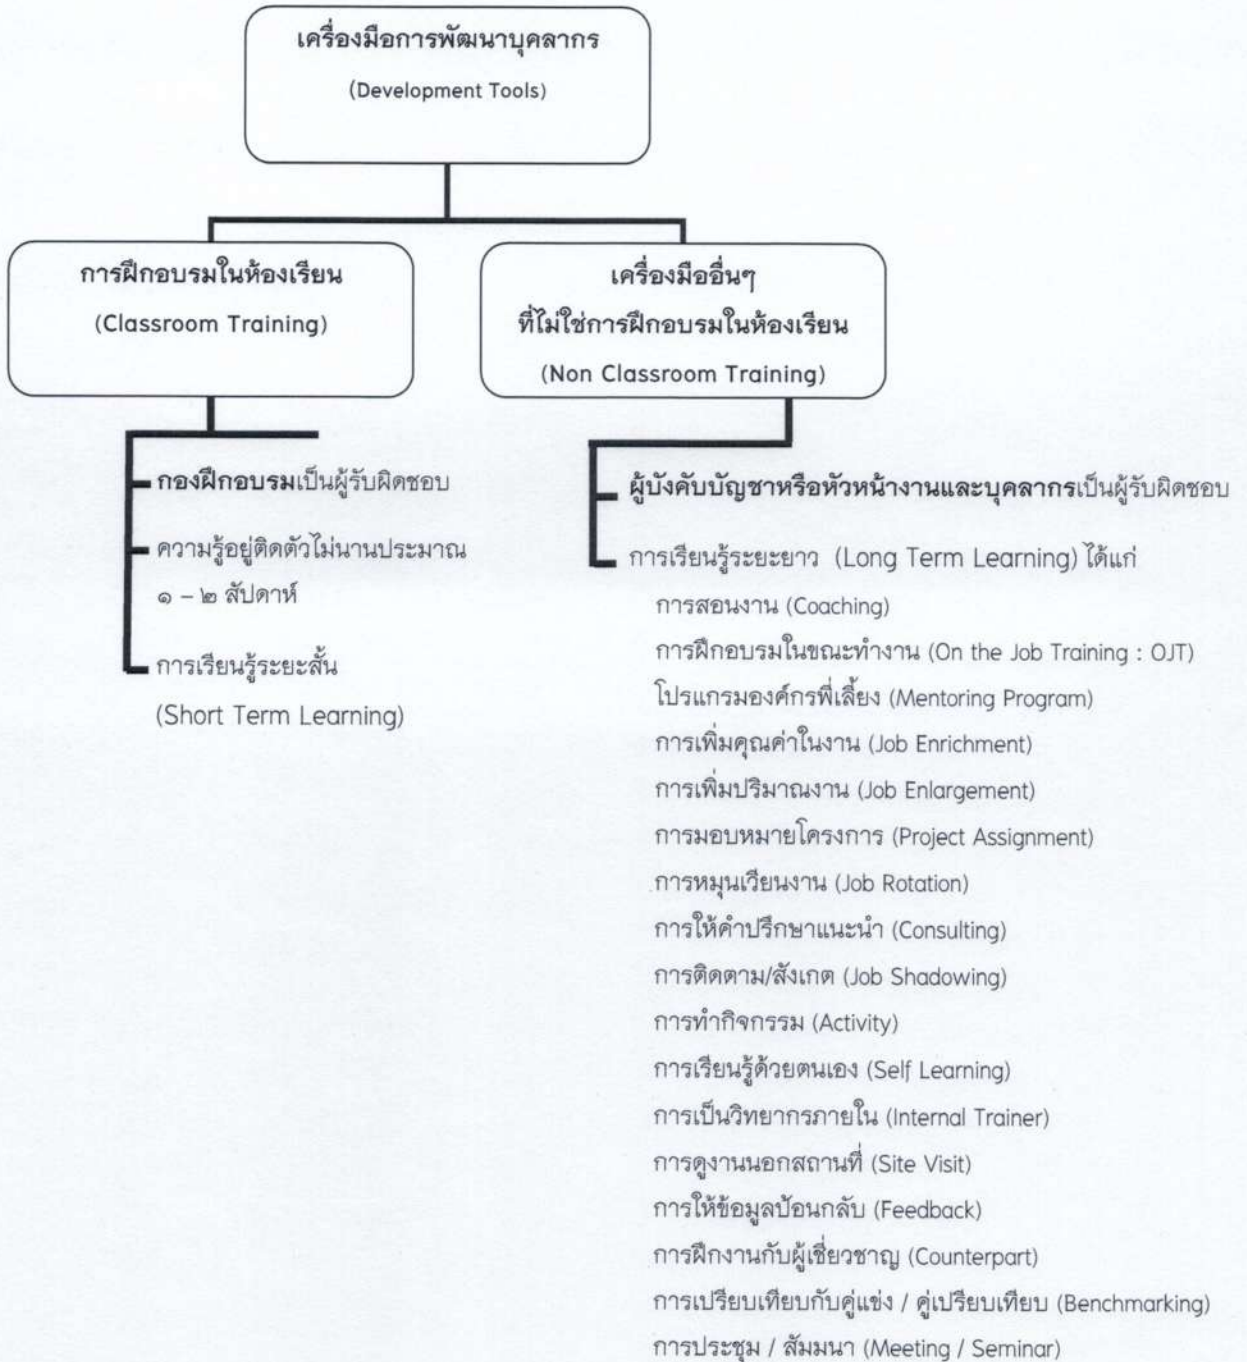 เครื่องมือการพัฒนาบุคลากร
(Development Tools)
การฝึกอบรมในห้องเรียน
(Classroom Training)
เครื่องมืออื่นๆ
ที่ไม่ใช่การฝึกอบรมในห้องเรียน
(Non Classroom Training)
กองฝึกอบรมเป็นผู้รับผิดชอบ
ความรู้อยู่ติดตัวไม่นานประมาณ
๑ – ๒ สัปดาห์
การเรียนรู้ระยะสั้น
(Short Term Learning)
ผู้บังคับบัญชาหรือหัวหน้างานและบุคลากรเป็นผู้รับผิดชอบ
การเรียนรู้ระยะยาว (Long Term Learning) ได้แก่
การสอนงาน (Coaching)
การฝึกอบรมในขณะทำงาน (On the Job Training : OJT)
โปรแกรมองค์กรพี่เลี้ยง (Mentoring Program)
การเพิ่มคุณค่าในงาน (Job Enrichment)
การเพิ่มปริมาณงาน (Job Enlargement)
การมอบหมายโครงการ (Project Assignment)
การหมุนเวียนงาน (Job Rotation)
การให้คำปรึกษาแนะนำ (Consulting)
การติดตาม/สังเกต (Job Shadowing)
การทำกิจกรรม (Activity)
การเรียนรู้ด้วยตนเอง (Self Learning)
การเป็นวิทยากรภายใน (Internal Trainer)
การดูงานนอกสถานที่ (Site Visit)
การให้ข้อมูลป้อนกลับ (Feedback)
การฝึกงานกับผู้เชี่ยวชาญ (Counterpart)
การเปรียบเทียบกับคู่แข่ง / คู่เปรียบเทียบ (Benchmarking)
การประชุม / สัมมนา (Meeting / Seminar)